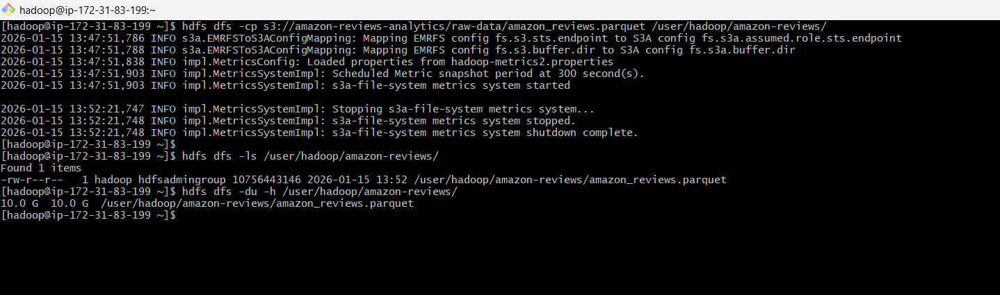 hadoop@ip-172-31-83-199:~
[hadoop@ip-172-31-83-199 ~]$ hdfs dfs -cp s3://amazon-reviews-analytics/raw-data/amazon_reviews.parquet /user/hadoop/amazon-reviews/
2026-01-15 13:47:51,786 INFO s3a.EMRFSToS3AConfigMapping: Mapping EMRFS config fs.s3.sts.endpoint to S3A config fs.s3a.assumed.role.sts.endpoint
2026-01-15 13:47:51,788 INFO s3a.EMRFSToS3AConfigMapping: Mapping EMRFS config fs.s3.buffer.dir to S3A config fs.s3a.buffer.dir
2026-01-15 13:47:51,838 INFO impl.MetricsConfig: Loaded properties from hadoop-metrics2.properties
2026-01-15 13:47:51,903 INFO impl.MetricsSystemImpl: Scheduled Metric snapshot period at 300 second(s).
2026-01-15 13:47:51,903 INFO impl.MetricsSystemImpl: s3a-file-system metrics system started

2026-01-15 13:52:21,747 INFO impl.MetricsSystemImpl: Stopping s3a-file-system metrics system...
2026-01-15 13:52:21,748 INFO impl.MetricsSystemImpl: s3a-file-system metrics system stopped.
2026-01-15 13:52:21,748 INFO impl.MetricsSystemImpl: s3a-file-system metrics system shutdown complete.
[hadoop@ip-172-31-83-199 ~]$
[hadoop@ip-172-31-83-199 ~]$ hdfs dfs -ls /user/hadoop/amazon-reviews/
Found 1 items
-rw-r--r--   1 hadoop hdfsadmingroup 10756443146 2026-01-15 13:52 /user/hadoop/amazon-reviews/amazon_reviews.parquet
[hadoop@ip-172-31-83-199 ~]$ hdfs dfs -du -h /user/hadoop/amazon-reviews/
10.0 G  10.0 G  /user/hadoop/amazon-reviews/amazon_reviews.parquet
[hadoop@ip-172-31-83-199 ~]$